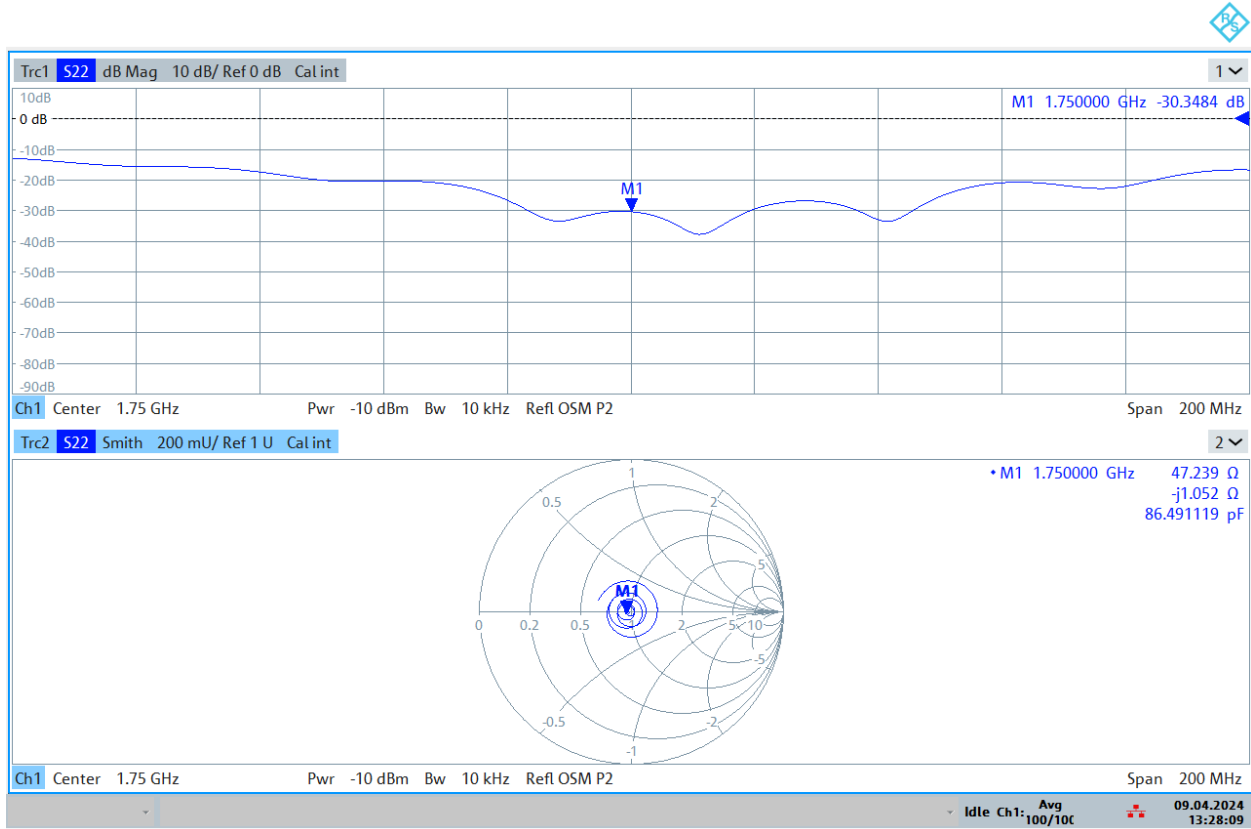 R&S
Trc1 S22 dB Mag 10 dB/ Ref 0 dB Cal int 1
10dB
0 dB
-10dB
-20dB
-30dB
-40dB
-50dB
-60dB
-70dB
-80dB
-90dB
M1 1.750000 GHz -30.3484 dB
M1
Ch1 Center 1.75 GHz Pwr -10 dBm Bw 10 kHz Refl OSM P2 Span 200 MHz
Trc2 S22 Smith 200 mU/ Ref 1 U Cal int 2
M1 1.750000 GHz 47.239 Ω
-j1.052 Ω
86.491119 pF
1
0.5 2
5
M1
0 0.2 0.5 2 5 10
-5
-0.5 -2
-1
Ch1 Center 1.75 GHz Pwr -10 dBm Bw 10 kHz Refl OSM P2 Span 200 MHz
Idle Ch1: Avg 100/100 09.04.2024
13:28:09